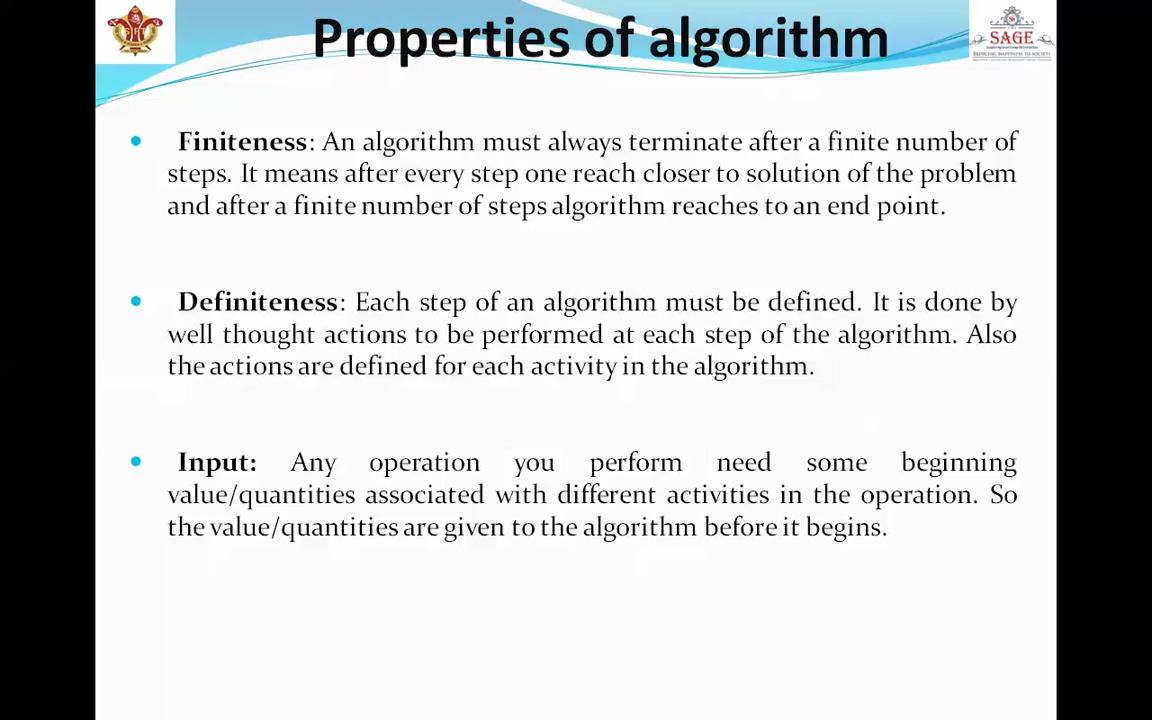 Properties of algorithm
SAGE
• Finiteness: An algorithm must always terminate after a finite number of
steps. It means after every step one reach closer to solution of the problem
and after a finite number of steps algorithm reaches to an end point.
• Definiteness: Each step of an algorithm must be defined. It is done by
well thought actions to be performed at each step of the algorithm. Also
the actions are defined for each activity in the algorithm.
• Input: Any operation you perform need some beginning
value/quantities associated with different activities in the operation. So
the value/quantities are given to the algorithm before it begins.